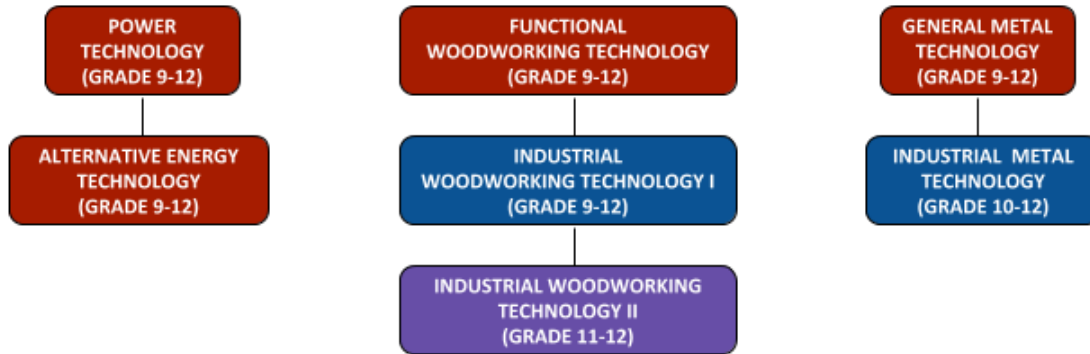 POWER
TECHNOLOGY
(GRADE 9-12)
FUNCTIONAL
WOODWORKING TECHNOLOGY
(GRADE 9-12)
GENERAL METAL
TECHNOLOGY
(GRADE 9-12)
ALTERNATIVE ENERGY
TECHNOLOGY
(GRADE 9-12)
INDUSTRIAL
WOODWORKING TECHNOLOGY I
(GRADE 9-12)
INDUSTRIAL METAL
TECHNOLOGY
(GRADE 10-12)
INDUSTRIAL WOODWORKING
TECHNOLOGY II
(GRADE 11-12)